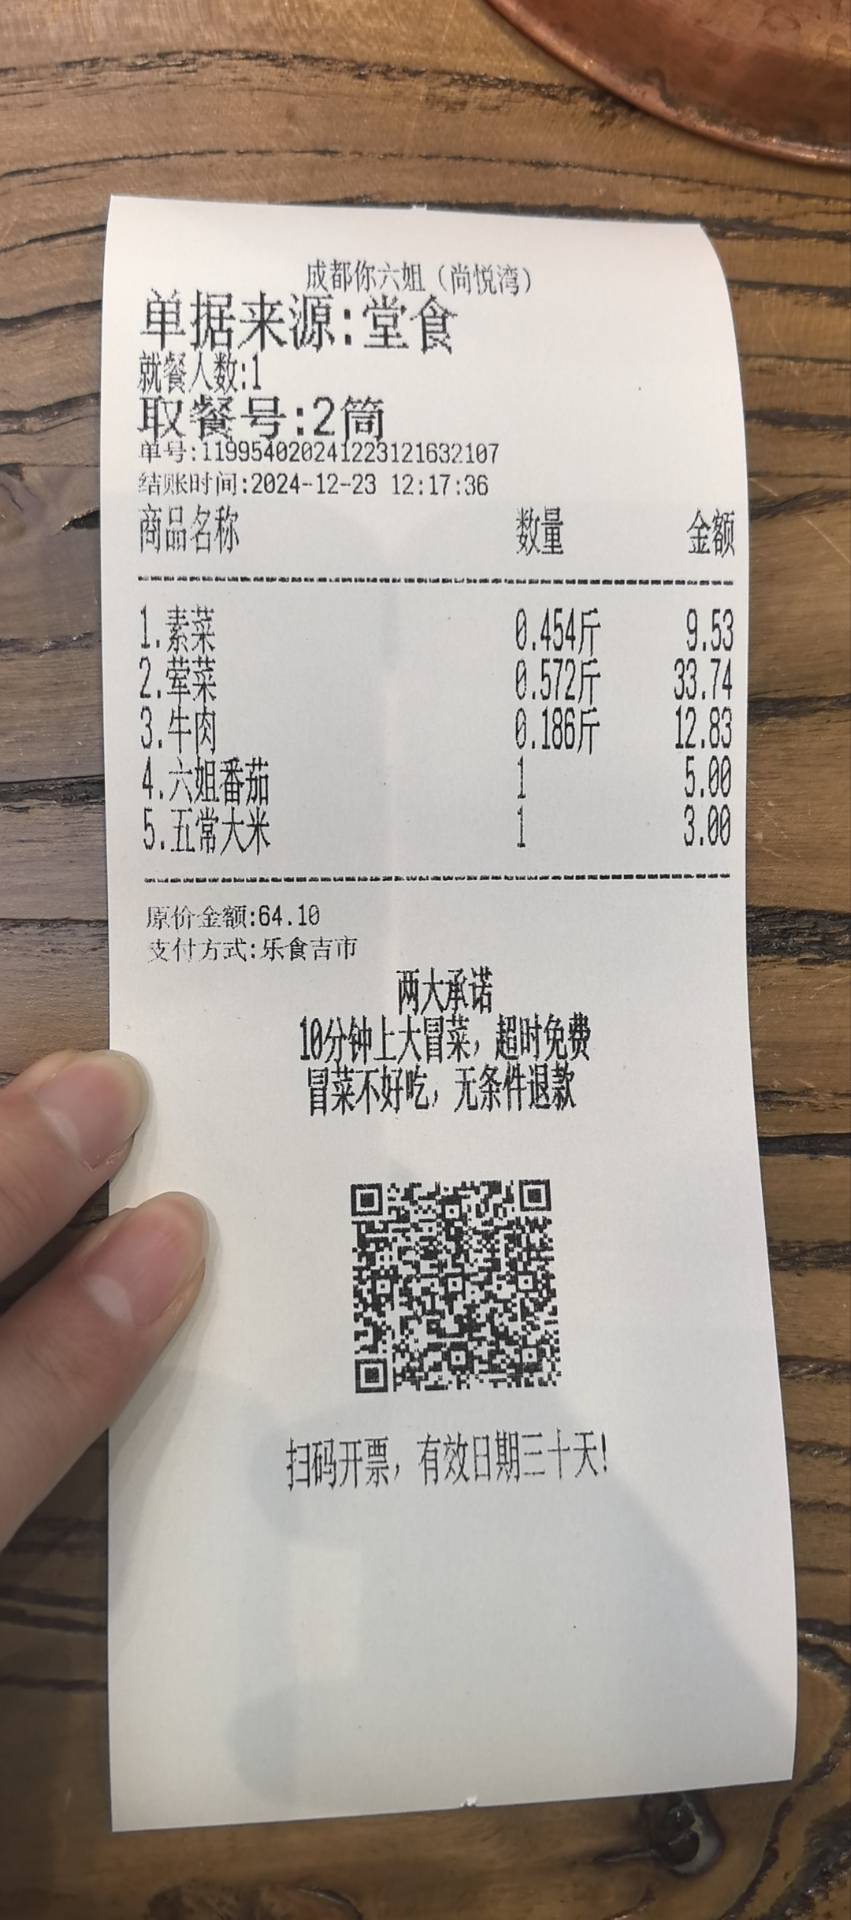 成都你六姐（尚悦湾）
单据来源:堂食
就餐人数:1
取餐号:2筒
单号:119954020241223121632107
结账时间:2024-12-23 12:17:36
商品名称 数量 金额
1.素菜 0.454斤 9.53
2.荤菜 0.572斤 33.74
3.牛肉 0.186斤 12.83
4.六姐番茄 1 5.00
5.五常大米 1 3.00
原价金额:64.10
支付方式:乐食吉市
两大承诺
10分钟上大冒菜，超时免费
冒菜不好吃，无条件退款
扫码开票，有效日期三十天!